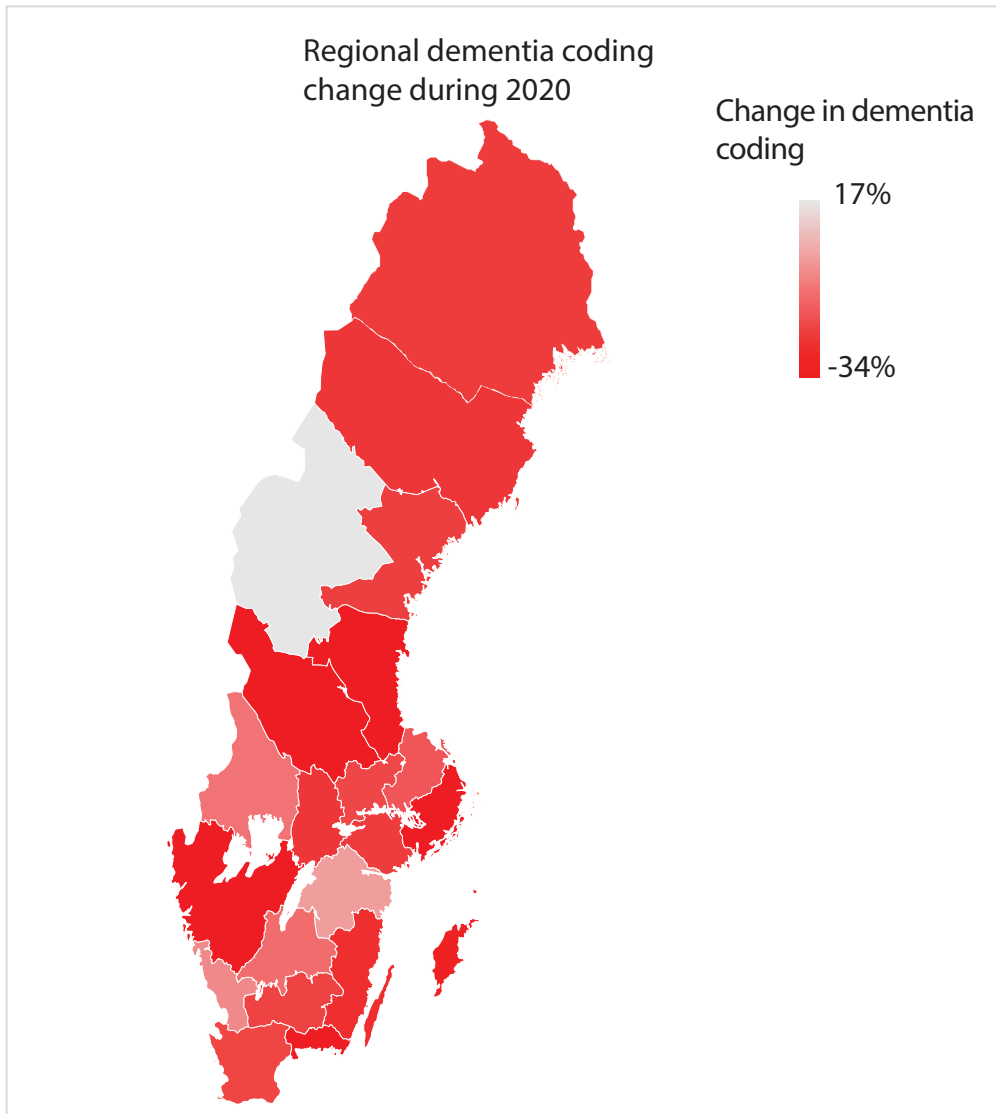 Regional dementia coding
change during 2020
Change in dementia
coding
17%
-34%